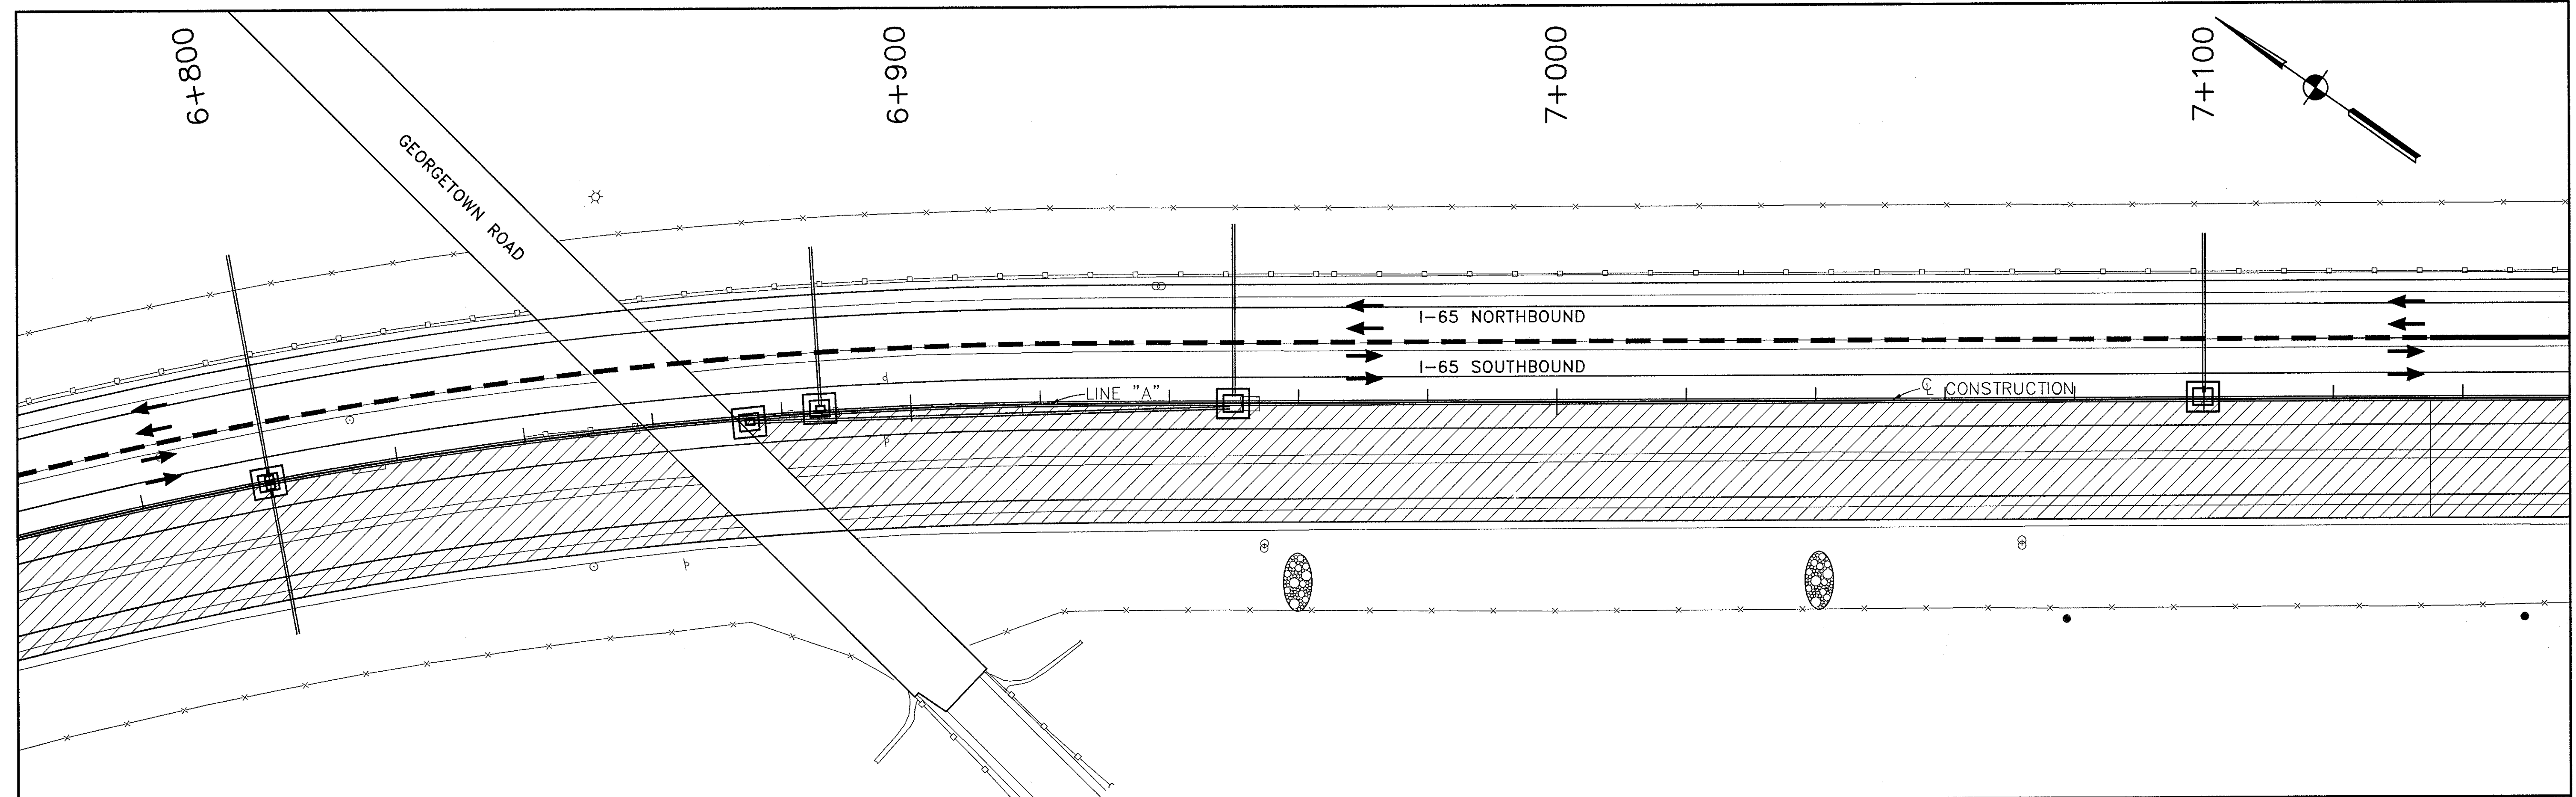 6+800
6+900
7+000
7+100
GEORGETOWN ROAD
I-65 NORTHBOUND
I-65 SOUTHBOUND
LINE "A"
℄ CONSTRUCTION